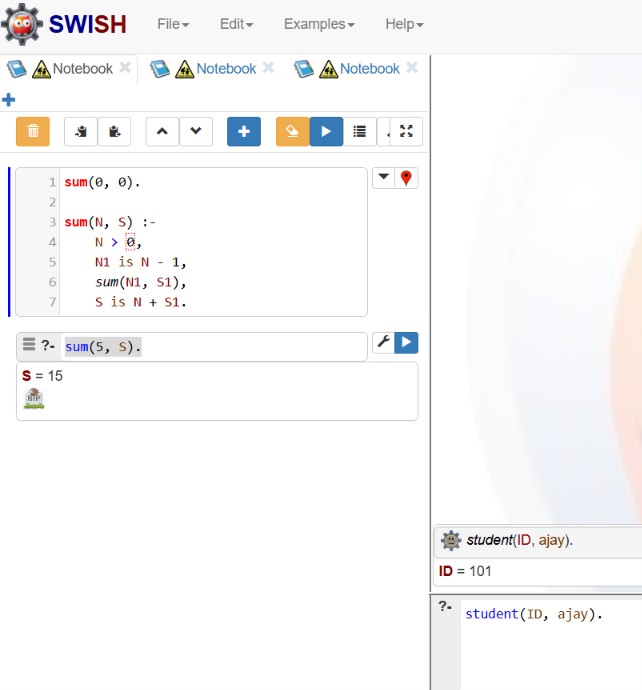 SWISH File Edit Examples Help
Notebook Notebook Notebook
1 sum(0, 0).
2
3 sum(N, S) :-
4 N > 0,
5 N1 is N - 1,
6 sum(N1, S1),
7 S is N + S1.
?- sum(5, S).
S = 15
RIP
student(ID, ajay).
ID = 101
?- student(ID, ajay).